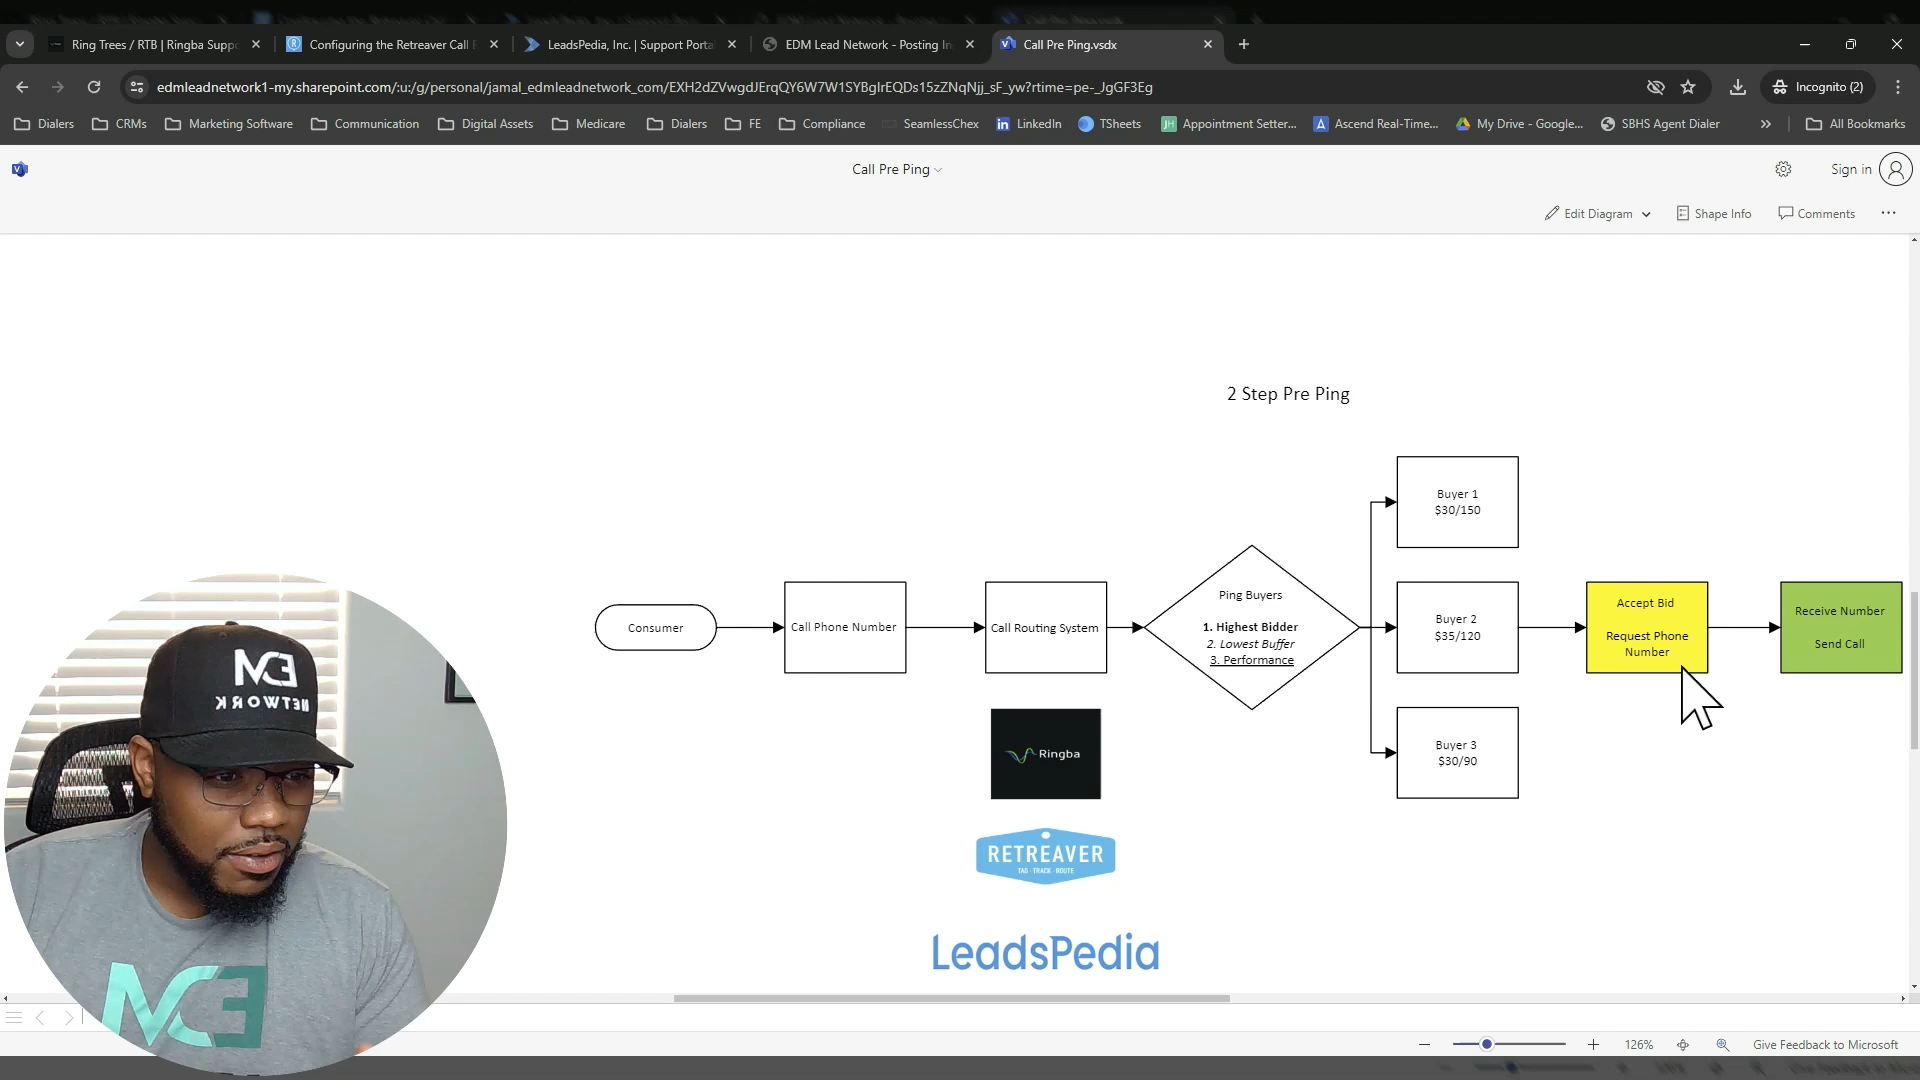 Ring Trees / RTB | Ringba Supp
Configuring the Retreaver Call
LeadsPedia, Inc. | Support Porta
EDM Lead Network - Posting In
Call Pre Ping.vsdx
edmleadnetwork1-my.sharepoint.com/:u:/g/personal/jamal_edmleadnetwork_com/EXH2dZVwgdJErqQY6W7W1SYBgIrEQDs15zZNqNjj_sF_yw?rtime=pe-_JgGF3Eg
Incognito (2)
Dialers
CRMs
Marketing Software
Communication
Digital Assets
Medicare
Dialers
FE
Compliance
SeamlessChex
LinkedIn
TSheets
Appointment Setter...
Ascend Real-Time...
My Drive - Google...
SBHS Agent Dialer
All Bookmarks
Call Pre Ping
Sign in
Edit Diagram
Shape Info
Comments
2 Step Pre Ping
Consumer
Call Phone Number
Call Routing System
Ping Buyers
1. Highest Bidder
2. Lowest Buffer
3. Performance
Buyer 1
$30/150
Buyer 2
$35/120
Buyer 3
$30/90
Accept Bid
Request Phone
Number
Receive Number
Send Call
Ringba
RETREAVER
TAG · TRACK · ROUTE
LeadsPedia
NETWORK
126%
Give Feedback to Microsoft